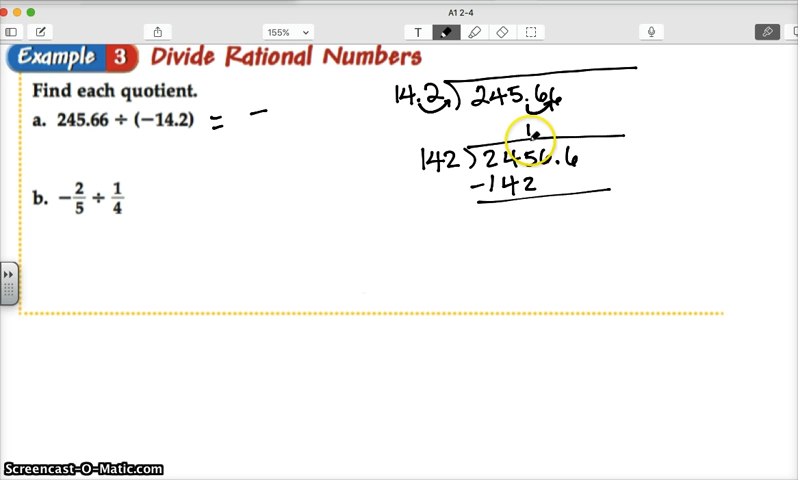 A1 2-4
155%
T
Example 3 Divide Rational Numbers
Find each quotient.
a. 245.66 ÷ (−14.2) = −
b. −2/5 ÷ 1/4
14.2 ) 245.66
1
142 ) 2456.6
−142
Screencast-O-Matic.com